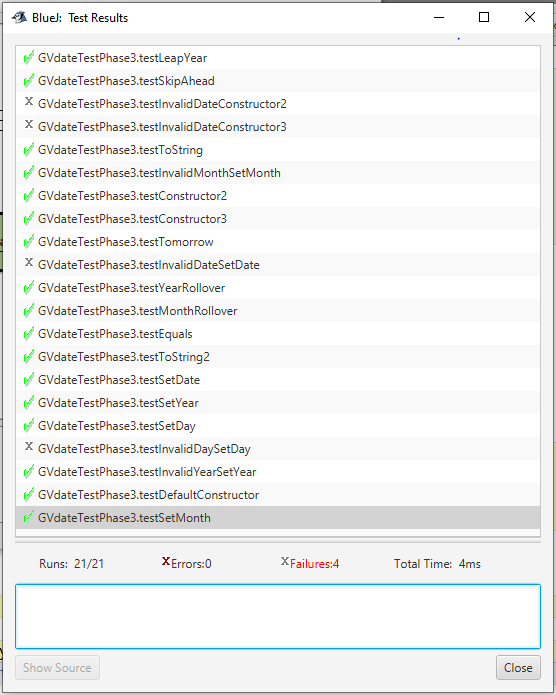 BlueJ: Test Results
GVdateTestPhase3.testLeapYear
GVdateTestPhase3.testSkipAhead
GVdateTestPhase3.testInvalidDateConstructor2
GVdateTestPhase3.testInvalidDateConstructor3
GVdateTestPhase3.testToString
GVdateTestPhase3.testInvalidMonthSetMonth
GVdateTestPhase3.testConstructor2
GVdateTestPhase3.testConstructor3
GVdateTestPhase3.testTomorrow
GVdateTestPhase3.testInvalidDateSetDate
GVdateTestPhase3.testYearRollover
GVdateTestPhase3.testMonthRollover
GVdateTestPhase3.testEquals
GVdateTestPhase3.testToString2
GVdateTestPhase3.testSetDate
GVdateTestPhase3.testSetYear
GVdateTestPhase3.testSetDay
GVdateTestPhase3.testInvalidDaySetDay
GVdateTestPhase3.testInvalidYearSetYear
GVdateTestPhase3.testDefaultConstructor
GVdateTestPhase3.testSetMonth
Runs: 21/21 Errors:0 Failures:4 Total Time: 4ms
Show Source Close